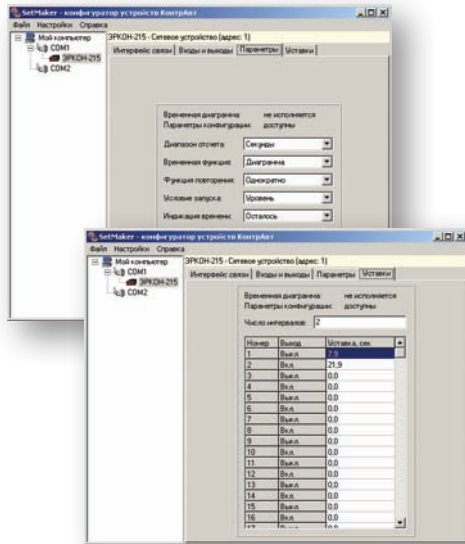 SetMaker - конфигуратор устройств КонтрАвт
Файл Настройки Справка
Мой компьютер
COM1
ЭРКОН-215
COM2
ЭРКОН-215 - Сетевое устройство (адрес: 1)
Интерфейс связи Входы и выходы Параметры Уставки
Временная диаграмма: не исполняется
Параметры конфигурации: доступны
Диапазон отсчета: Секунды
Временная функция: Диаграмма
Функция повторения: Однократно
Условие запуска: Уровень
Индикация времени: Осталось
SetMaker - конфигуратор устройств КонтрАвт
Файл Настройки Справка
Мой компьютер
COM1
ЭРКОН-215
COM2
ЭРКОН-215 - Сетевое устройство (адрес: 1)
Интерфейс связи Входы и выходы Параметры Уставки
Временная диаграмма: не исполняется
Параметры конфигурации: доступны
Число интервалов: 2
Номер Выход Уставка, сек.
1 Выкл. 7,9
2 Вкл. 21,9
3 Выкл. 0,0
4 Вкл. 0,0
5 Выкл. 0,0
6 Вкл. 0,0
7 Выкл. 0,0
8 Вкл. 0,0
9 Выкл. 0,0
10 Вкл. 0,0
11 Выкл. 0,0
12 Вкл. 0,0
13 Выкл. 0,0
14 Вкл. 0,0
15 Выкл. 0,0
16 Вкл. 0,0